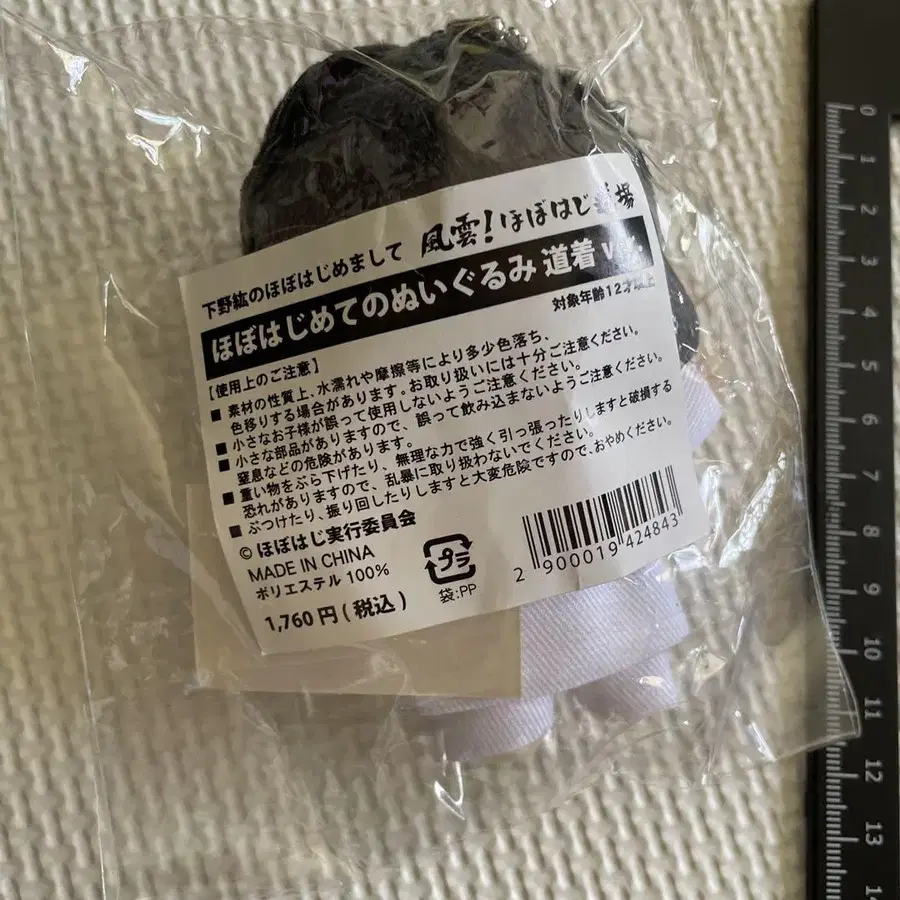 下野紘のほぼはじめまして 風雲!ほぼはじ道場
ほぼはじめてのぬいぐるみ 道着ver.
対象年齢12才以上
【使用上のご注意】
■ 素材の性質上、水濡れや摩擦等により多少色落ち、
色移りする場合があります。お取り扱いには十分ご注意ください。
■ 小さなお子様が誤って使用しないようご注意ください。
■ 小さな部品がありますので、誤って飲み込まないようご注意ください。
窒息などの危険があります。
■ 重い物をぶら下げたり、無理な力で強く引っ張ったりしますと破損する
恐れがありますので、乱暴に取り扱わないでください。
■ ぶつけたり、振り回したりしますと大変危険ですので、おやめください。
© ほぼはじ実行委員会
MADE IN CHINA
ポリエステル 100%
1,760円(税込)
プラ
袋:PP
2 900019 424843
0
1
2
3
4
5
6
7
8
9
10
11
12
13